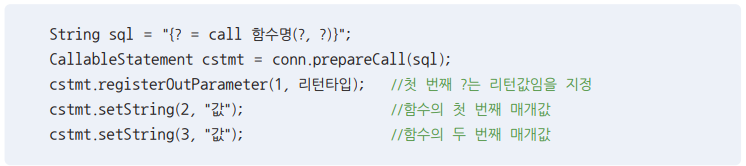 String sql = "{? = call 함수명(?, ?)}";
CallableStatement cstmt = conn.prepareCall(sql);
cstmt.registerOutParameter(1, 리턴타입); //첫 번째 ?는 리턴값임을 지정
cstmt.setString(2, "값"); //함수의 첫 번째 매개값
cstmt.setString(3, "값"); //함수의 두 번째 매개값